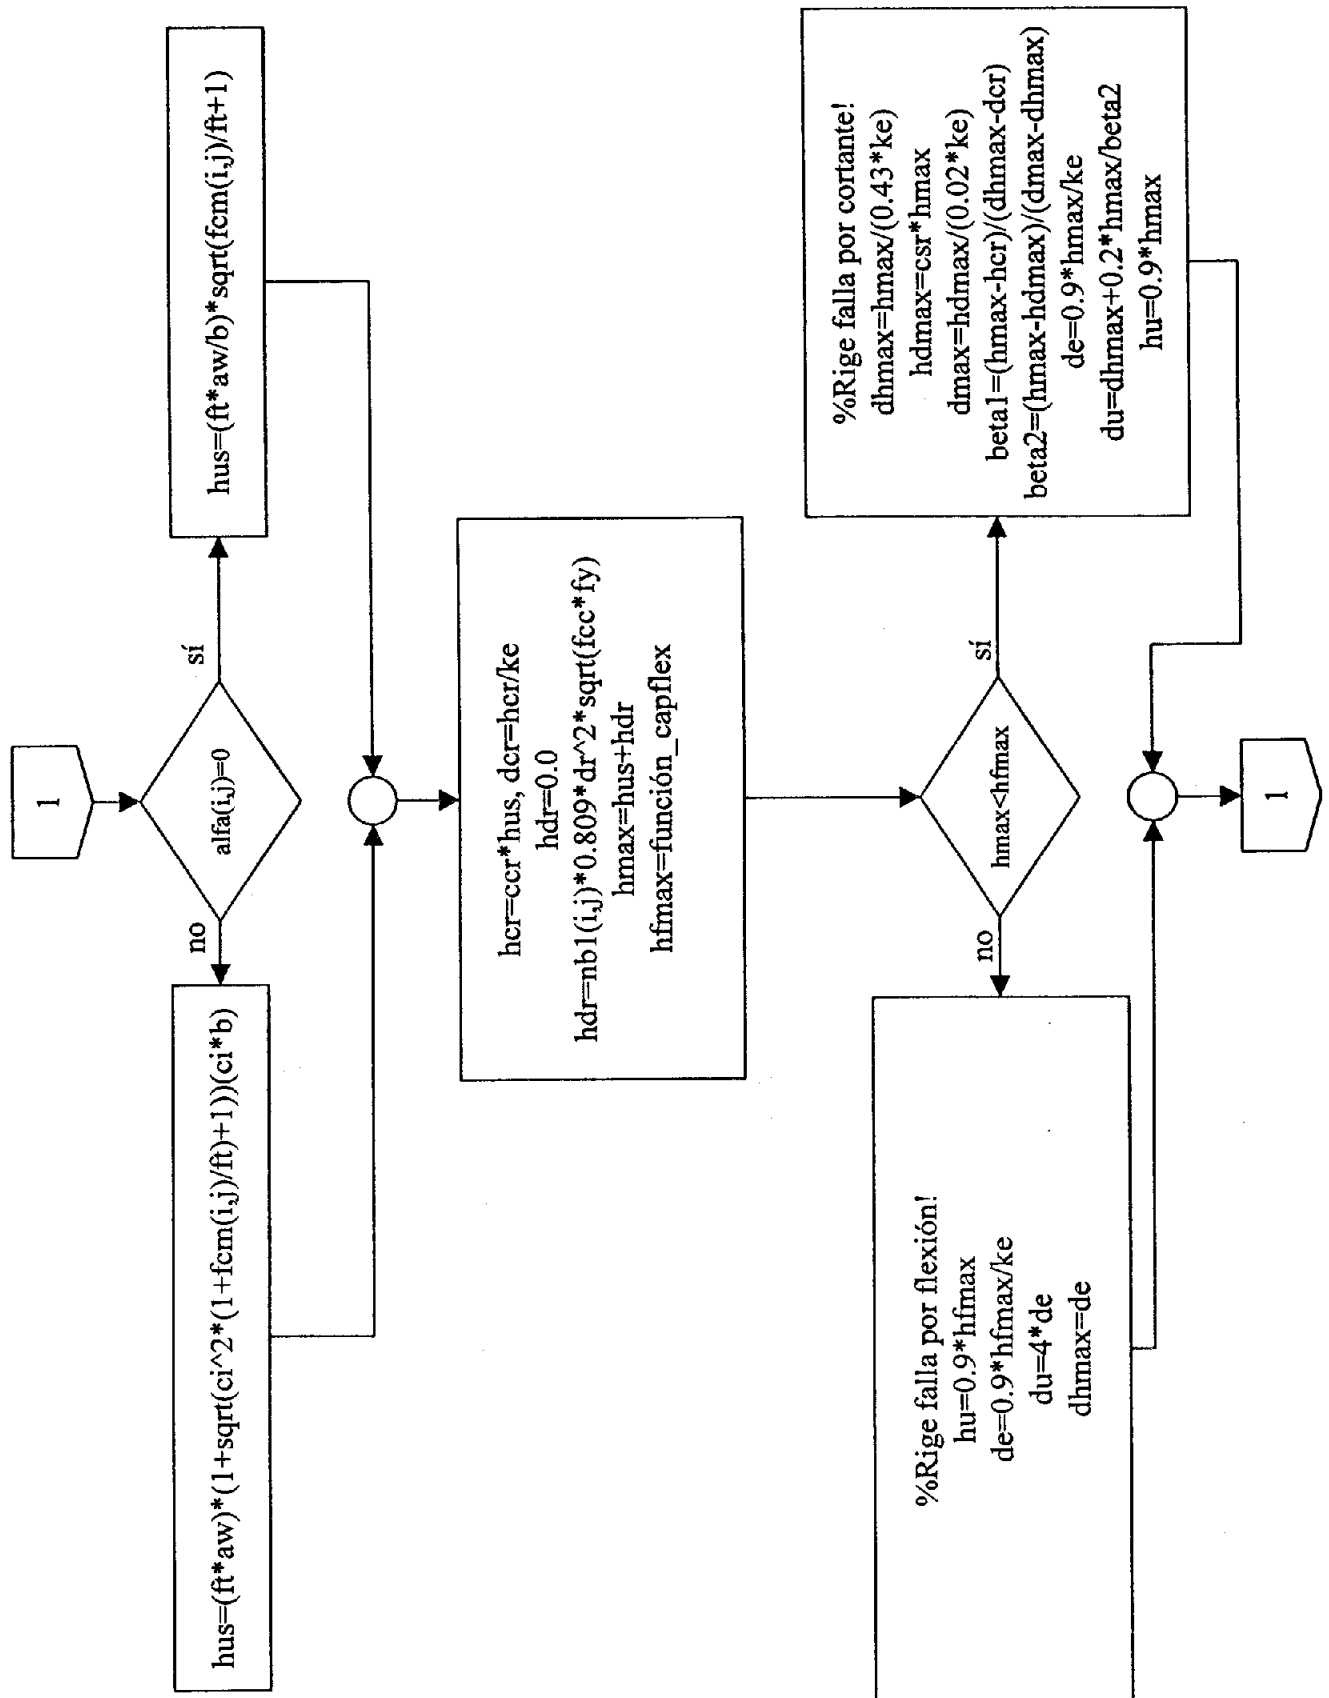 1
alfa(i,j)=0
no
sí
hus=(ft*aw)*(1+sqrt(ci^2*(1+fcm(i,j)/ft)+1))(ci*b)
hus=(ft*aw/b)*sqrt(fcm(i,j)/ft+1)
hcr=ccr*hus, dcr=hcr/ke
hdr=0.0
hdr=nb1(i,j)*0.809*dr^2*sqrt(fcc*fy)
hmax=hus+hdr
hfmax=función_capflex
hmax<hfmax
no
sí
%Rige falla por flexión!
hu=0.9*hfmax
de=0.9*hfmax/ke
du=4*de
dhmax=de
%Rige falla por cortante!
dhmax=hmax/(0.43*ke)
hdmax=csr*hmax
dmax=hdmax/(0.02*ke)
beta1=(hmax-hcr)/(dhmax-dcr)
beta2=(hmax-hdmax)/(dmax-dhmax)
de=0.9*hmax/ke
du=dhmax+0.2*hmax/beta2
hu=0.9*hmax
1